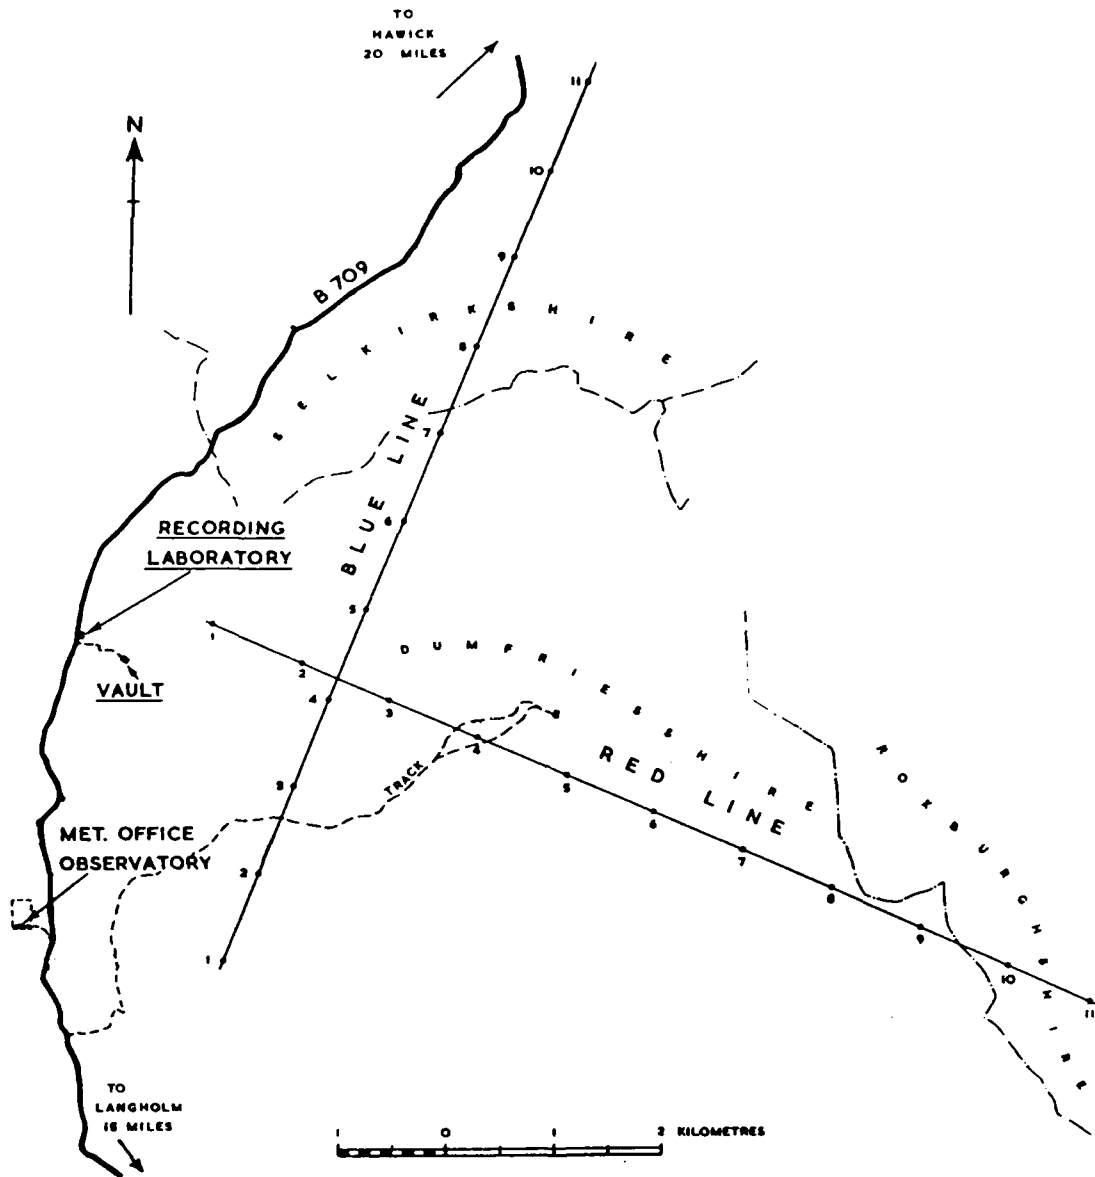 TO
HAWICK
20 MILES
N
B 709
SELKIRKSHIRE
BLUE LINE
11
10
9
8
7
6
5
4
3
2
1
RECORDING
LABORATORY
VAULT
DUMFRIESSHIRE
RED LINE
1
2
3
4
5
6
7
8
9
10
11
TRACK
ROXBURGHSHIRE
MET. OFFICE
OBSERVATORY
TO
LANGHOLM
16 MILES
1 0 1 2 KILOMETRES